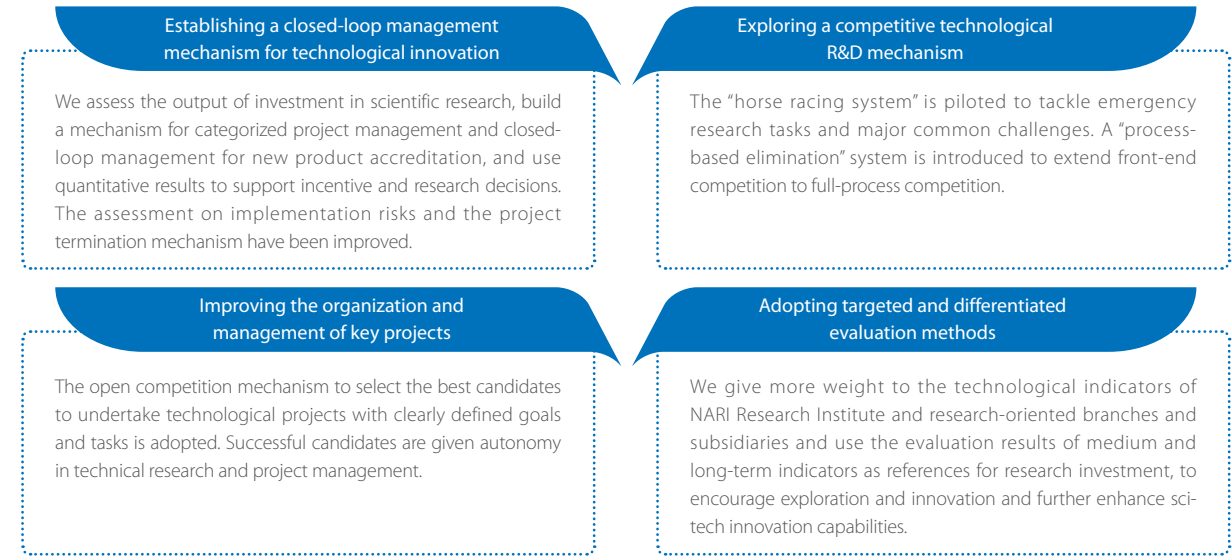 Establishing a closed-loop management
mechanism for technological innovation
We assess the output of investment in scientific research, build
a mechanism for categorized project management and closed-
loop management for new product accreditation, and use
quantitative results to support incentive and research decisions.
The assessment on implementation risks and the project
termination mechanism have been improved.
Exploring a competitive technological
R&D mechanism
The “horse racing system” is piloted to tackle emergency
research tasks and major common challenges. A “process-
based elimination” system is introduced to extend front-end
competition to full-process competition.
Improving the organization and
management of key projects
The open competition mechanism to select the best candidates
to undertake technological projects with clearly defined goals
and tasks is adopted. Successful candidates are given autonomy
in technical research and project management.
Adopting targeted and differentiated
evaluation methods
We give more weight to the technological indicators of
NARI Research Institute and research-oriented branches and
subsidiaries and use the evaluation results of medium and
long-term indicators as references for research investment, to
encourage exploration and innovation and further enhance sci-
tech innovation capabilities.